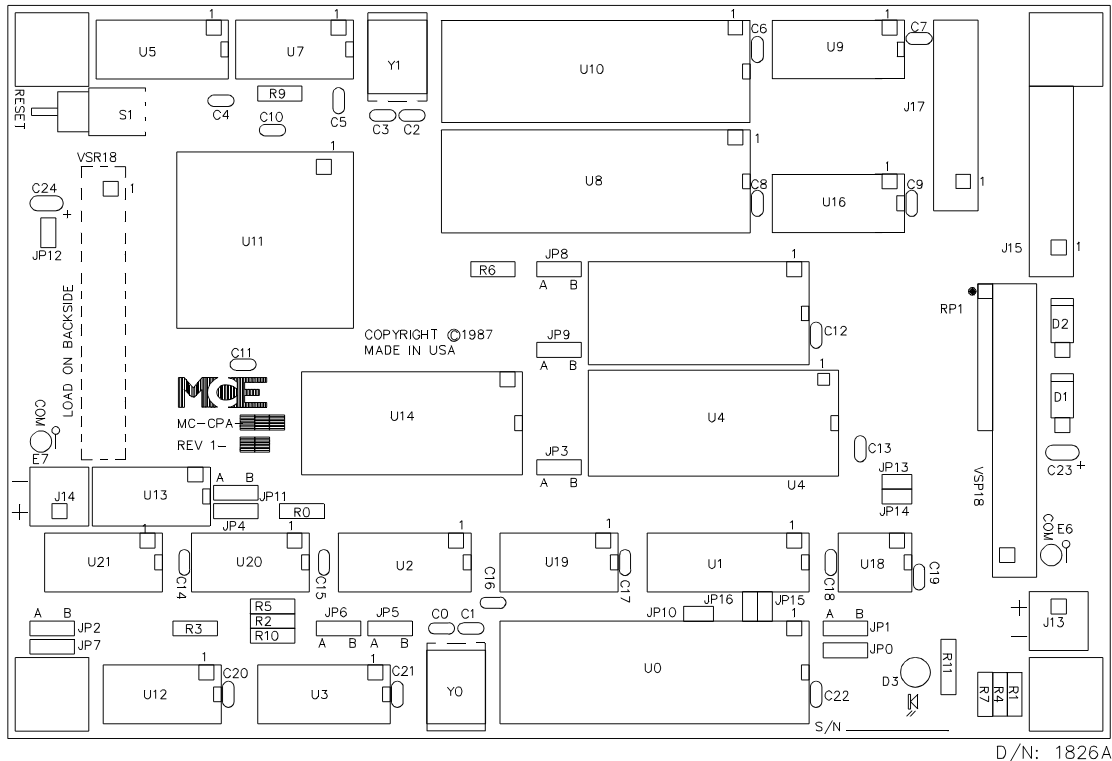 1
1
1
1
C6
C7
U5
U7
Y1
U10
U9
RESET
S1
C4
R9
C5
C10
C3
C2
J17
1
1
1
VSR18
1
C24
+
JP12
U11
U8
C8
U16
C9
1
J15
1
LOAD ON BACKSIDE
R6
JP8
A B
1
C12
RP1
D2
COPYRIGHT ©1987
MADE IN USA
JP9
A B
C11
MCE
MC-CPA-
REV 1-
1
U14
1
U4
D1
COM
E7
JP3
A B
C13
U4
JP13
JP14
C23
+
VSP18
-
+
J14
1
U13
A B
JP11
JP4
R0
COM
E6
1
U21
C14
1
U20
C15
1
U2
1
U19
C17
1
U1
C18
1
U18
C19
C16
A B
JP2
JP7
R3
R5
R2
R10
JP6
A B
JP5
A B
C0
C1
JP10
JP16
JP15
1
A B
JP1
JP0
+
-
1
J13
1
U12
C20
1
U3
C21
Y0
U0
C22
D3
R11
R7
R4
R1
S/N
D/N: 1826A